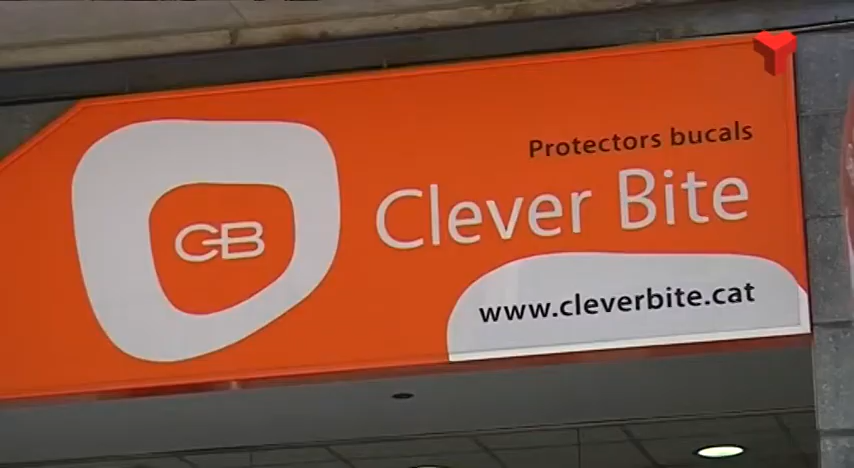 Protectors bucals
CB
Clever Bite
www.cleverbite.cat